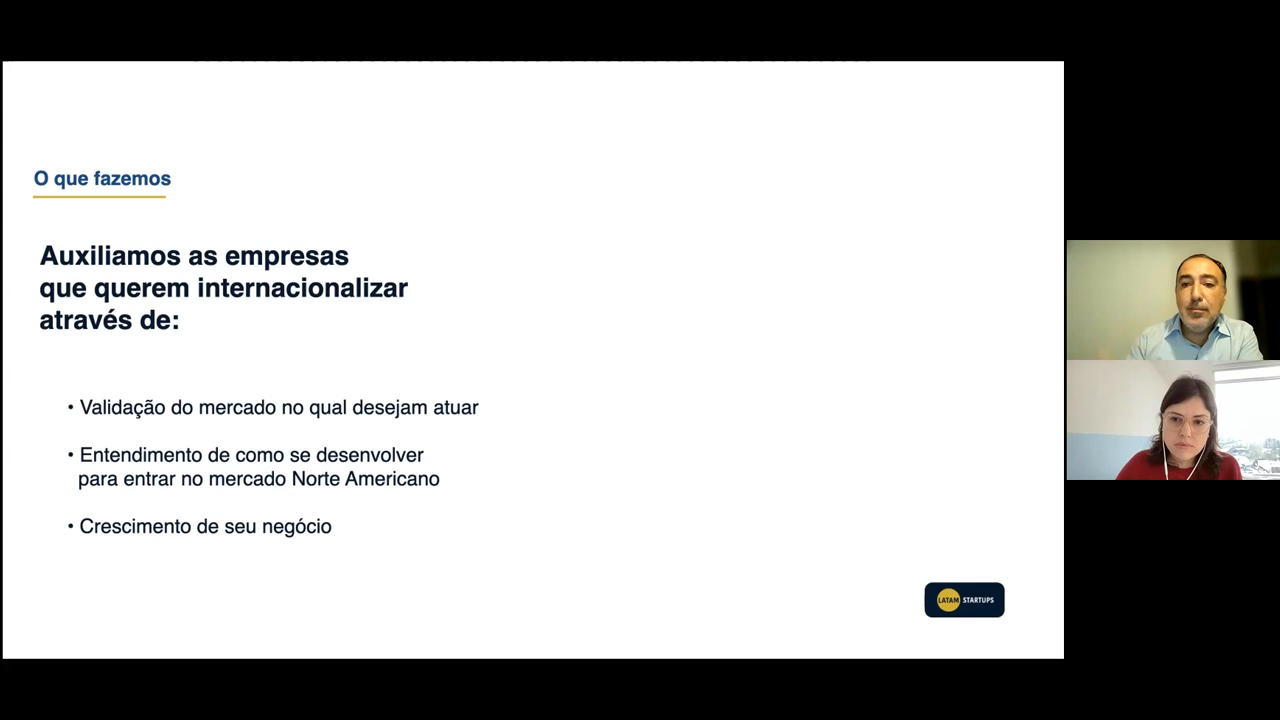 O que fazemos
Auxiliamos as empresas
que querem internacionalizar
através de:
• Validação do mercado no qual desejam atuar
• Entendimento de como se desenvolver
para entrar no mercado Norte Americano
• Crescimento de seu negócio
LATAM STARTUPS